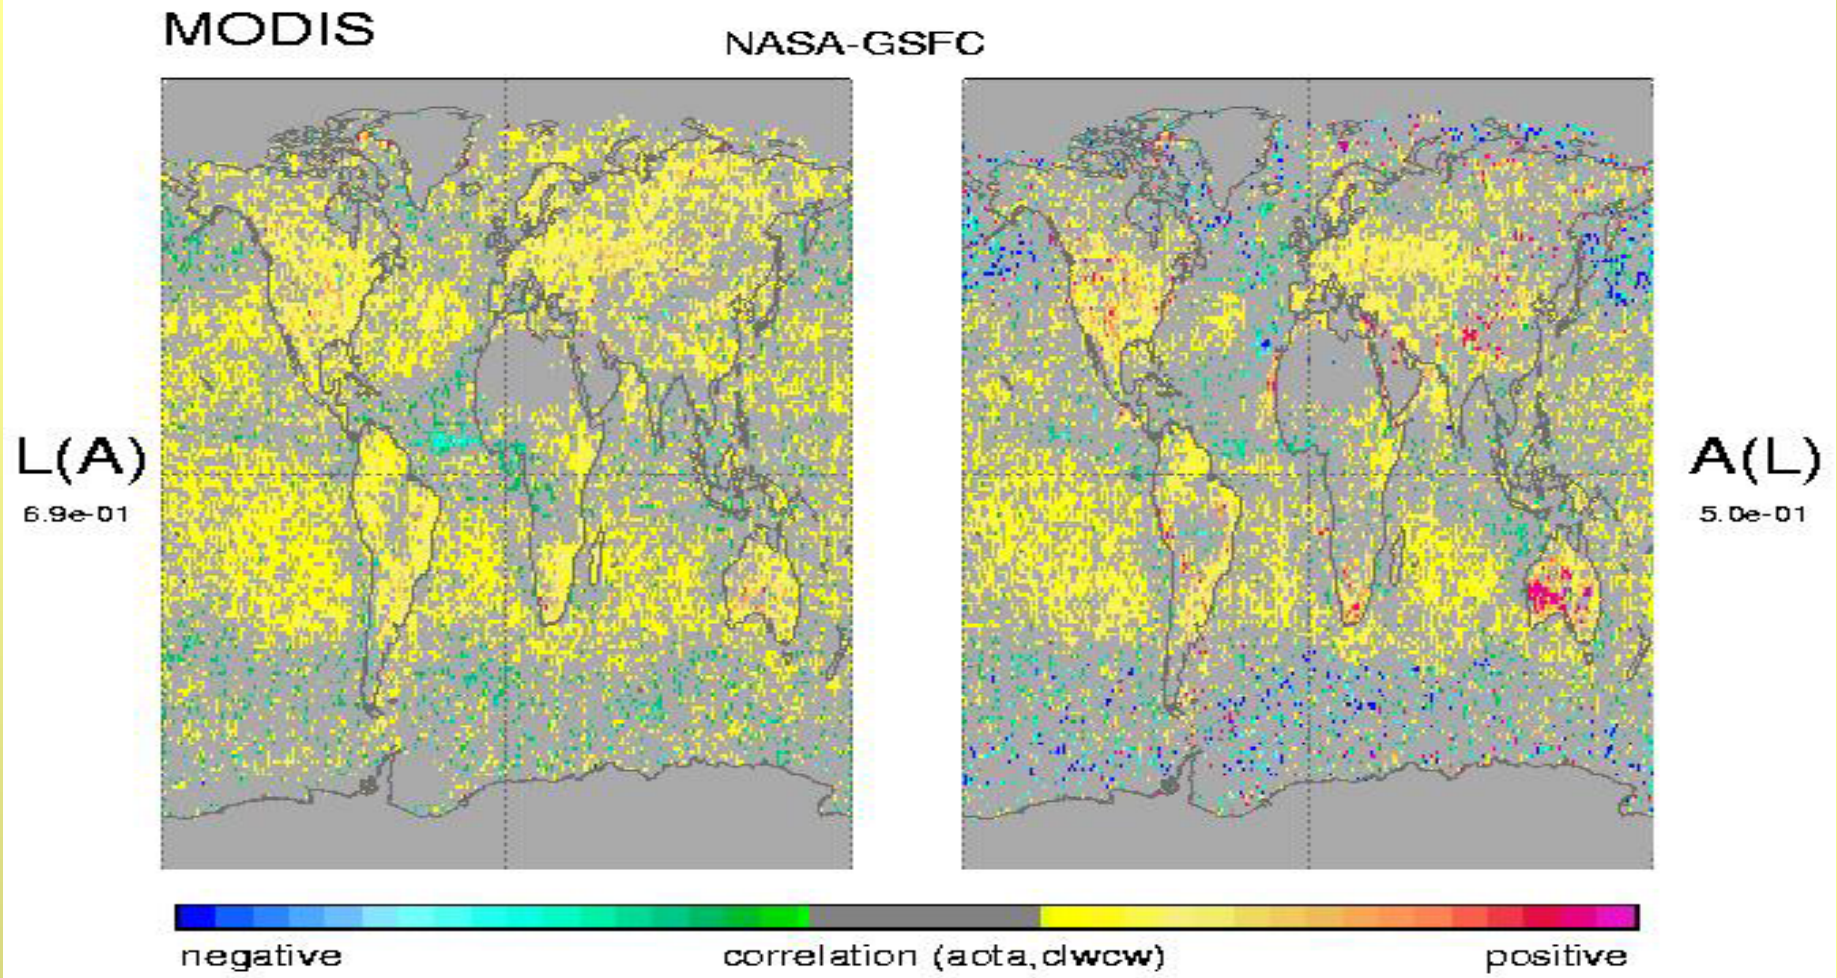 MODIS
NASA-GSFC
L(A)
6.9e-01
A(L)
5.0e-01
negative
correlation (aota,clwcw)
positive